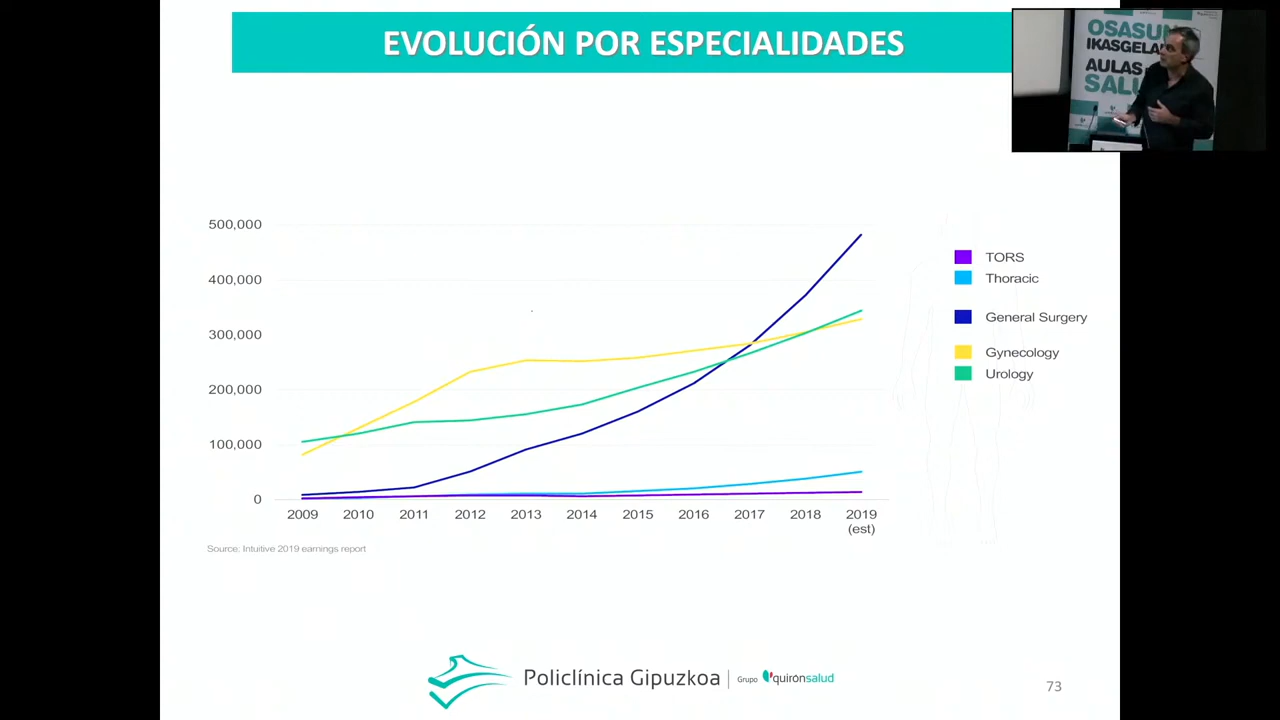 EVOLUCIÓN POR ESPECIALIDADES
OSASUN
IKASGELA
AULAS
SALU
500,000
400,000
300,000
200,000
100,000
0
2009 2010 2011 2012 2013 2014 2015 2016 2017 2018 2019
(est)
TORS
Thoracic
General Surgery
Gynecology
Urology
Source: Intuitive 2019 earnings report
Policlínica Gipuzkoa Grupo quirónsalud
73